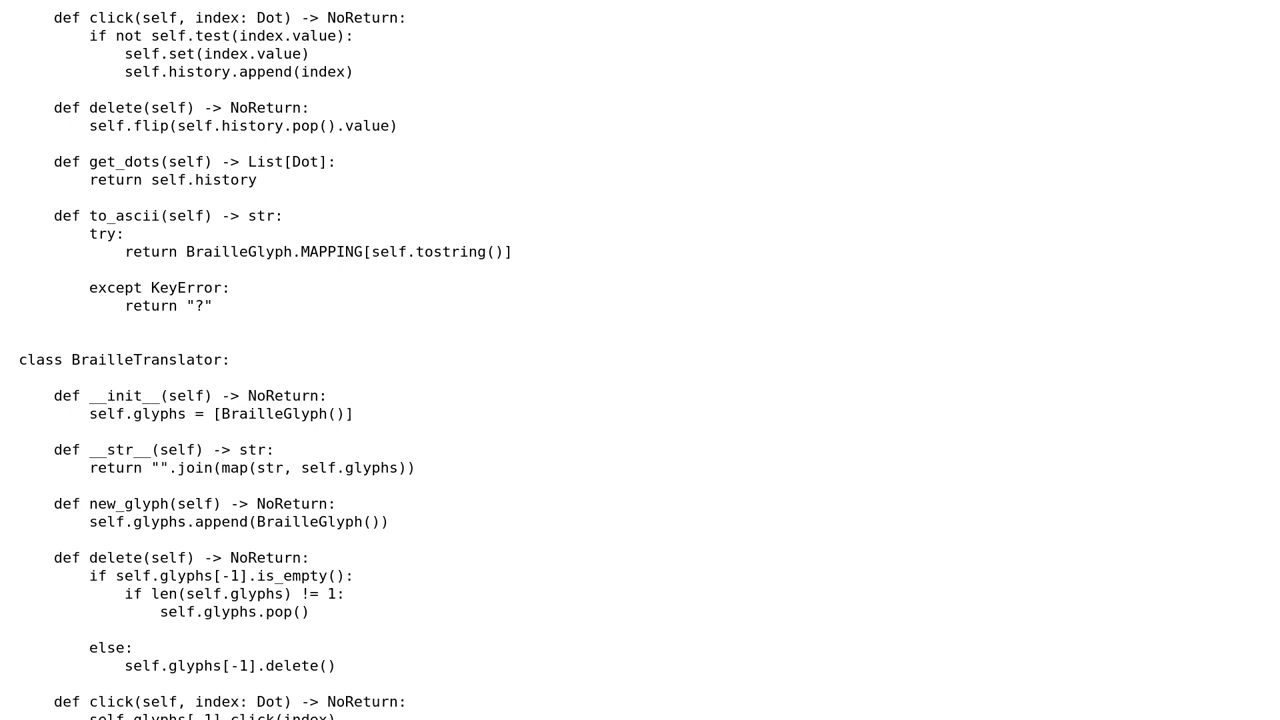 def click(self, index: Dot) -> NoReturn:
        if not self.test(index.value):
            self.set(index.value)
            self.history.append(index)

    def delete(self) -> NoReturn:
        self.flip(self.history.pop().value)

    def get_dots(self) -> List[Dot]:
        return self.history

    def to_ascii(self) -> str:
        try:
            return BrailleGlyph.MAPPING[self.tostring()]

        except KeyError:
            return "?"


class BrailleTranslator:

    def __init__(self) -> NoReturn:
        self.glyphs = [BrailleGlyph()]

    def __str__(self) -> str:
        return "".join(map(str, self.glyphs))

    def new_glyph(self) -> NoReturn:
        self.glyphs.append(BrailleGlyph())

    def delete(self) -> NoReturn:
        if self.glyphs[-1].is_empty():
            if len(self.glyphs) != 1:
                self.glyphs.pop()

        else:
            self.glyphs[-1].delete()

    def click(self, index: Dot) -> NoReturn:
        self.glyphs[-1].click(index)